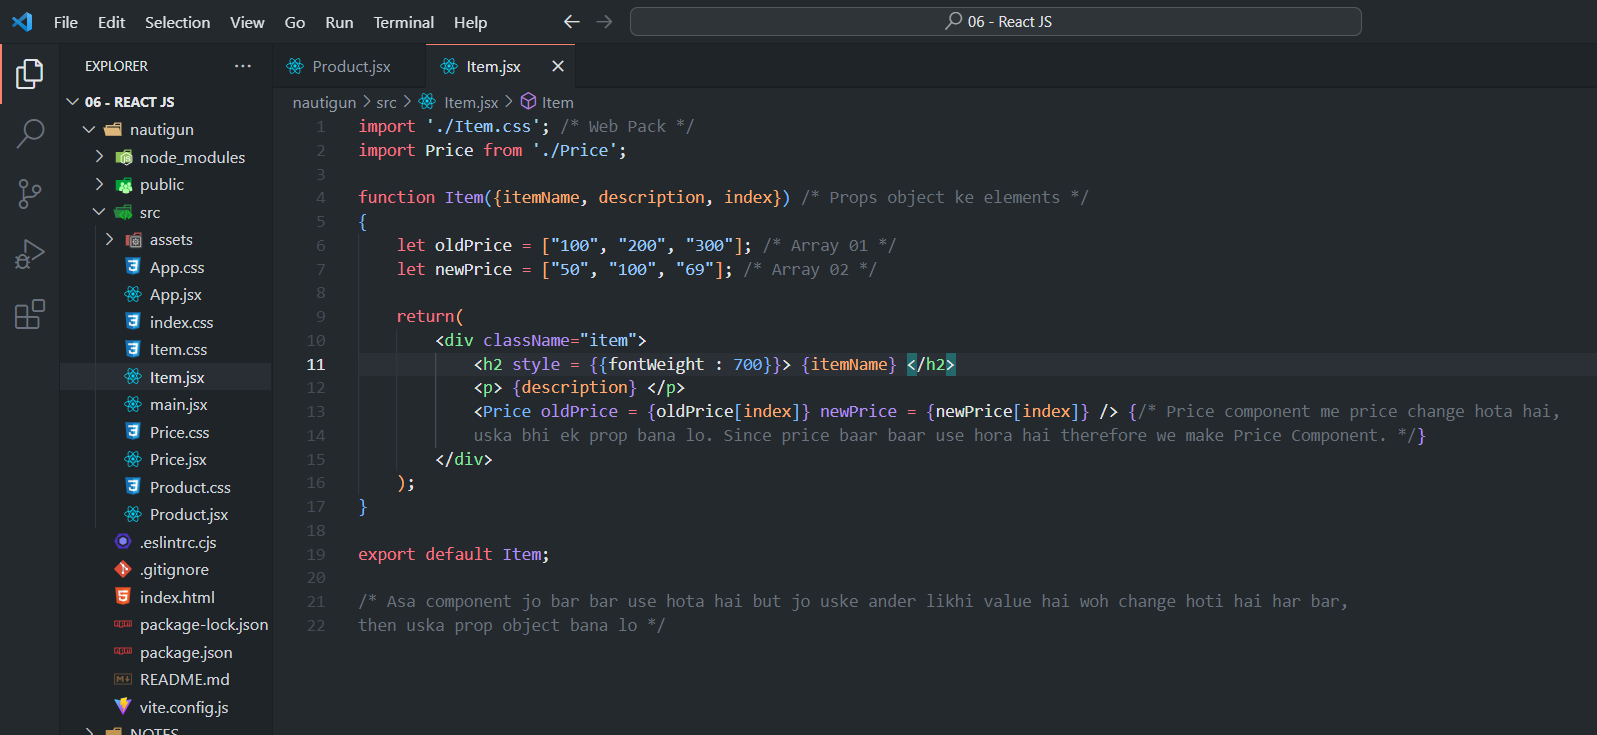 File Edit Selection View Go Run Terminal Help
06 - React JS
EXPLORER
06 - REACT JS
nautigun
node_modules
public
src
assets
App.css
App.jsx
index.css
Item.css
Item.jsx
main.jsx
Price.css
Price.jsx
Product.css
Product.jsx
.eslintrc.cjs
.gitignore
index.html
package-lock.json
package.json
README.md
vite.config.js
NOTES
Product.jsx Item.jsx
nautigun > src > Item.jsx > Item
1 import './Item.css'; /* Web Pack */
2 import Price from './Price';
3
4 function Item({itemName, description, index}) /* Props object ke elements */
5 {
6 let oldPrice = ["100", "200", "300"]; /* Array 01 */
7 let newPrice = ["50", "100", "69"]; /* Array 02 */
8
9 return(
10 <div className="item">
11 <h2 style = {{fontWeight : 700}}> {itemName} </h2>
12 <p> {description} </p>
13 <Price oldPrice = {oldPrice[index]} newPrice = {newPrice[index]} /> {/* Price component me price change hota hai,
14 uska bhi ek prop bana lo. Since price baar baar use hora hai therefore we make Price Component. */}
15 </div>
16 );
17 }
18
19 export default Item;
20
21 /* Asa component jo bar bar use hota hai but jo uske ander likhi value hai woh change hoti hai har bar,
22 then uska prop object bana lo */